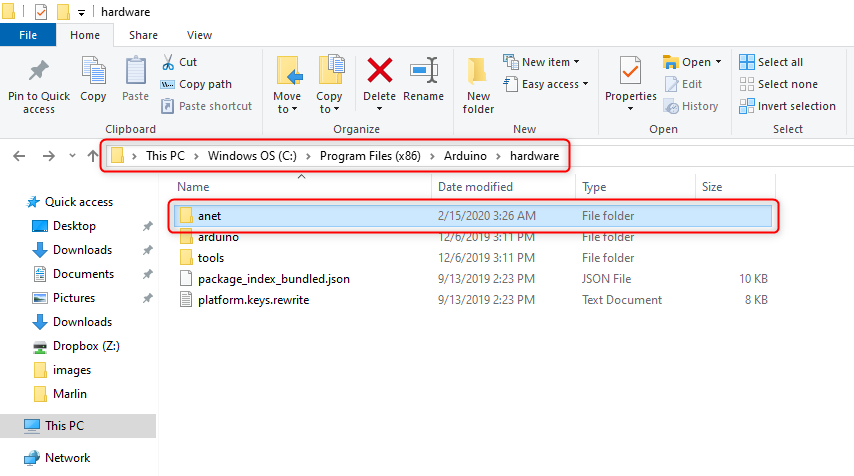 hardware
File Home Share View
Pin to Quick access
Copy
Paste
Cut
Copy path
Paste shortcut
Clipboard
Move to
Copy to
Delete
Rename
Organize
New folder
New item
Easy access
New
Properties
Open
Edit
History
Open
Select all
Select none
Invert selection
Select
This PC > Windows OS (C:) > Program Files (x86) > Arduino > hardware
Name Date modified Type Size
anet 2/15/2020 3:26 AM File folder
arduino 12/6/2019 3:11 PM File folder
tools 12/6/2019 3:11 PM File folder
package_index_bundled.json 9/13/2019 2:23 PM JSON File 10 KB
platform.keys.rewrite 9/13/2019 2:23 PM Text Document 8 KB
Quick access
Desktop
Downloads
Documents
Pictures
Downloads
Dropbox (Z:)
images
Marlin
This PC
Network